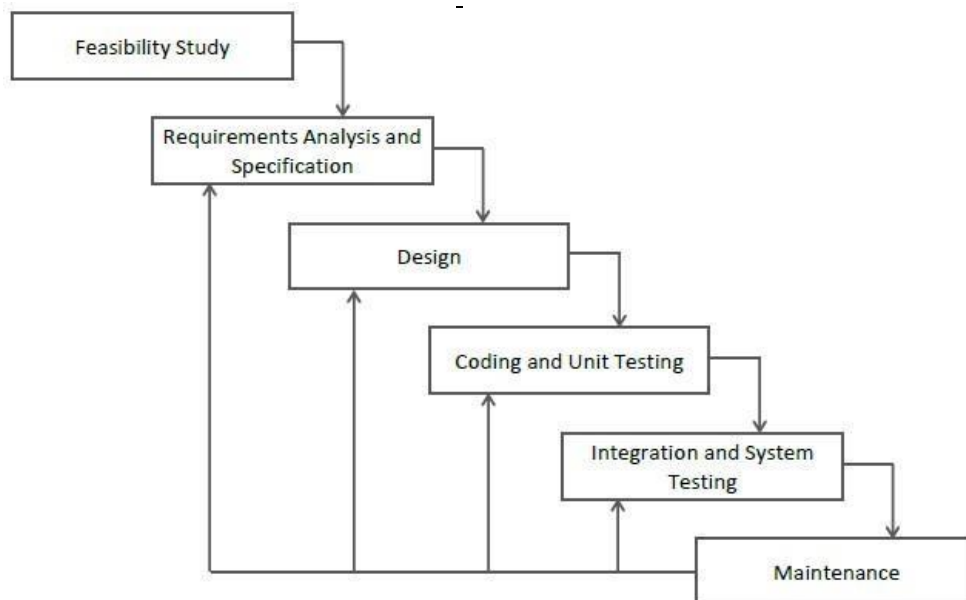 Feasibility Study
Requirements Analysis and
Specification
Design
Coding and Unit Testing
Integration and System
Testing
Maintenance